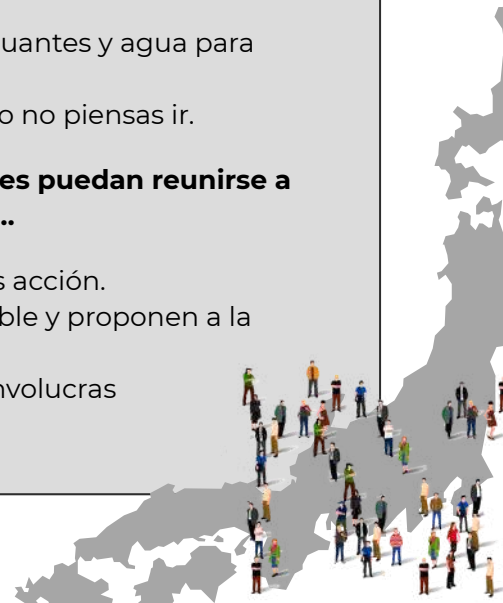 uantes y agua para
o no piensas ir.
es puedan reunirse a
..
s acción.
ble y proponen a la
nvolucras